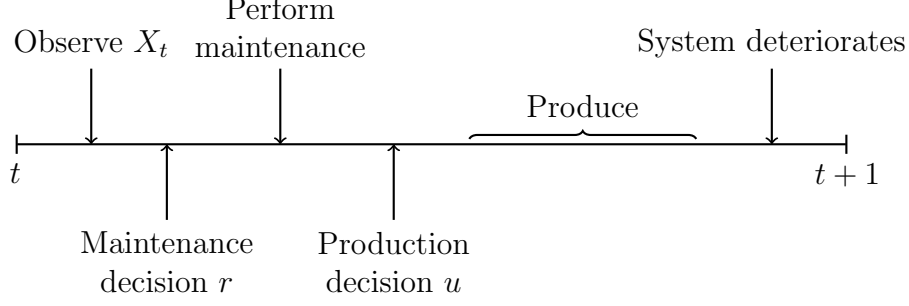 Observe X_t
Perform
maintenance
System deteriorates
Produce
t
t + 1
Maintenance
decision r
Production
decision u